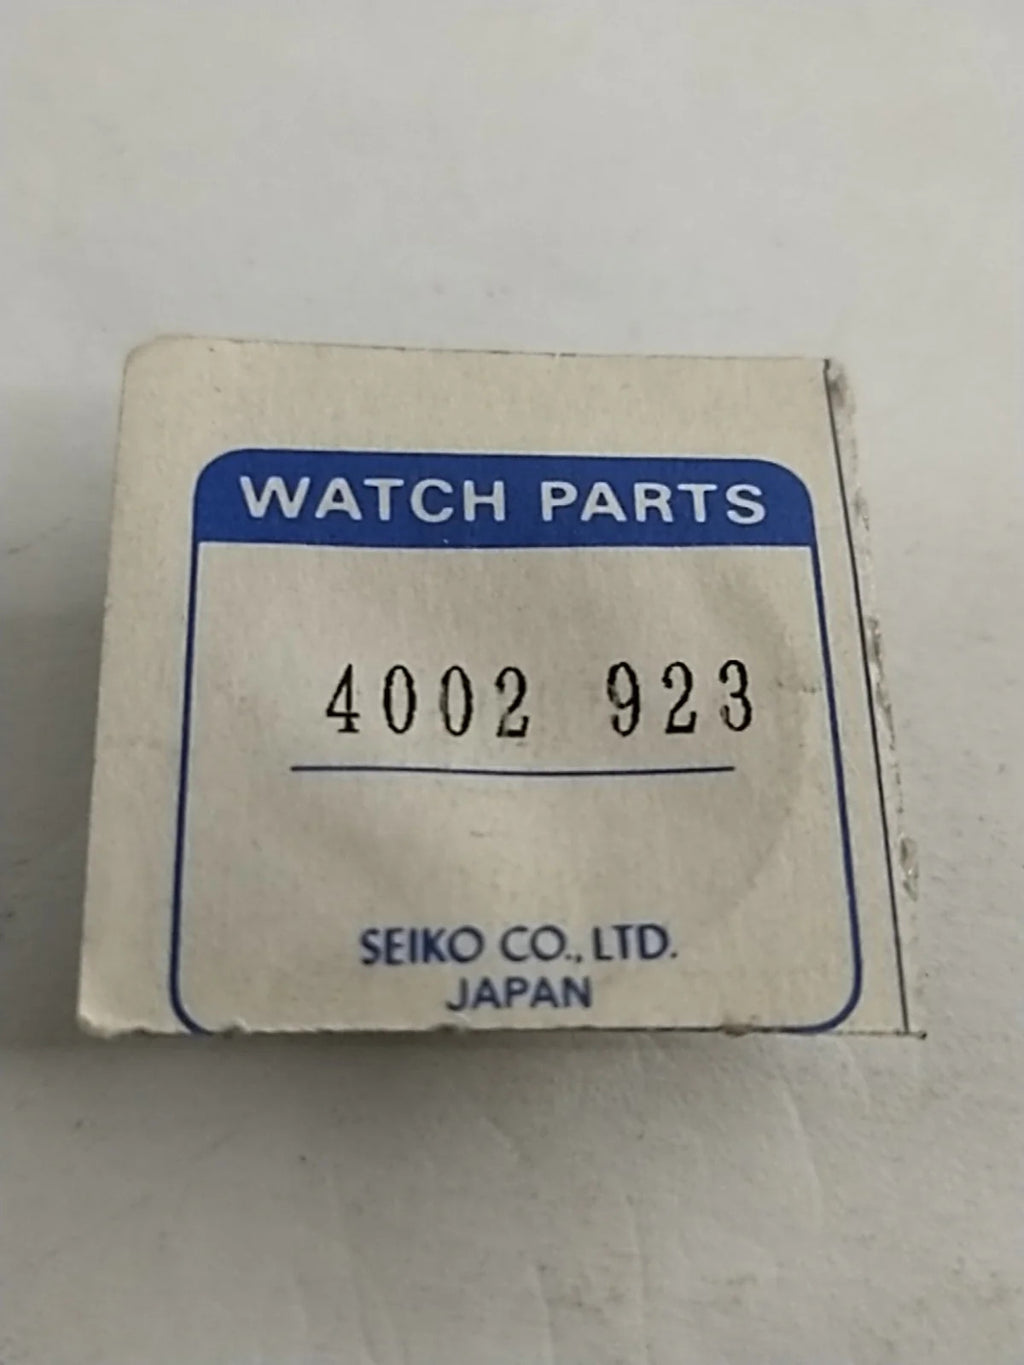 WATCH PARTS
4002 923
SEIKO CO., LTD.
JAPAN